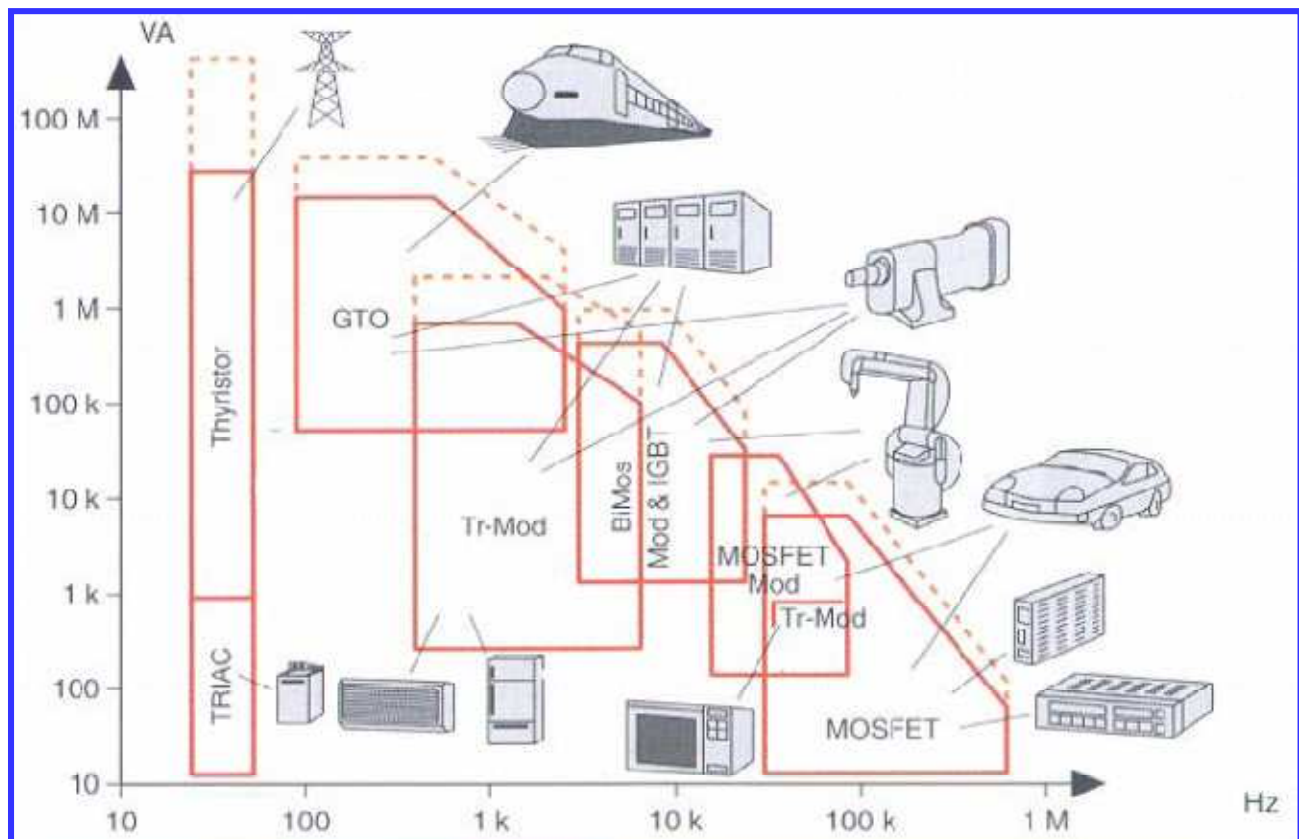 VA
100 M
10 M
1 M
100 k
10 k
1 k
100
10
Thyristor
TRIAC
GTO
Tr-Mod
BiMos
Mod & IGBT
MOSFET
Mod
Tr-Mod
MOSFET
10
100
1 k
10 k
100 k
1 M
Hz